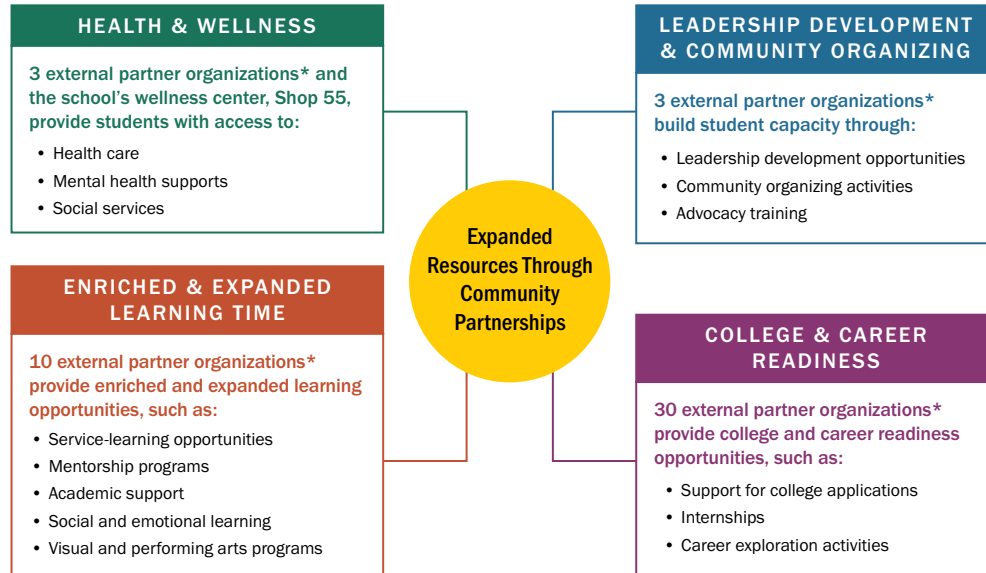 HEALTH & WELLNESS
3 external partner organizations* and
the school's wellness center, Shop 55,
provide students with access to:
• Health care
• Mental health supports
• Social services
LEADERSHIP DEVELOPMENT
& COMMUNITY ORGANIZING
3 external partner organizations*
build student capacity through:
• Leadership development opportunities
• Community organizing activities
• Advocacy training
Expanded
Resources Through
Community
Partnerships
ENRICHED & EXPANDED
LEARNING TIME
10 external partner organizations*
provide enriched and expanded learning
opportunities, such as:
• Service-learning opportunities
• Mentorship programs
• Academic support
• Social and emotional learning
• Visual and performing arts programs
COLLEGE & CAREER
READINESS
30 external partner organizations*
provide college and career readiness
opportunities, such as:
• Support for college applications
• Internships
• Career exploration activities